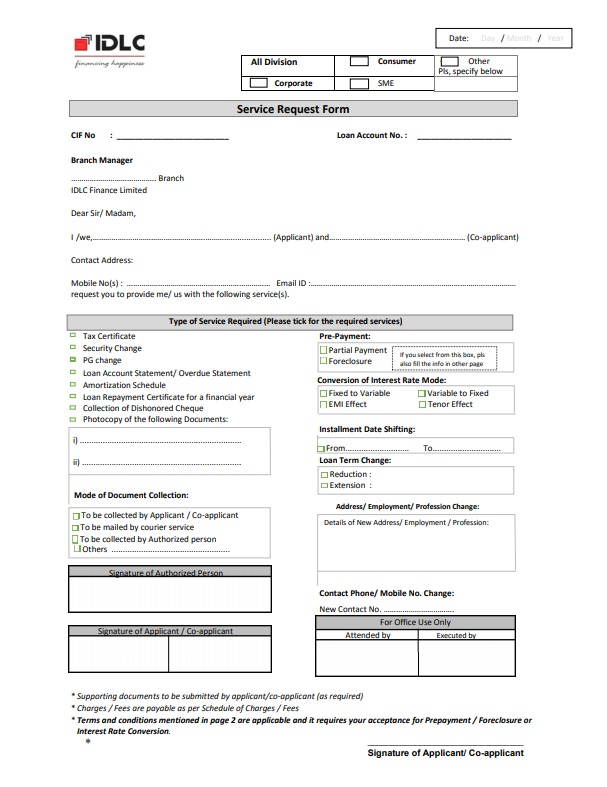 IDLC
financing happiness
Date: Day / Month / Year
All Division
Consumer
Other
Pls, specify below
Corporate
SME
Service Request Form
CIF No : ________________________
Loan Account No. : ____________________
Branch Manager
…………………………….. Branch
IDLC Finance Limited
Dear Sir/ Madam,
I /we,…………………………………………………………….. (Applicant) and……………………………………………… (Co-applicant)
Contact Address:
Mobile No(s) : ………………………………………………… Email ID :…………………………………………………………………………
request you to provide me/ us with the following service(s).
Type of Service Required (Please tick for the required services)
Tax Certificate
Security Change
PG change
Loan Account Statement/ Overdue Statement
Amortization Schedule
Loan Repayment Certificate for a financial year
Collection of Dishonored Cheque
Photocopy of the following Documents:
i) …………………………………………………………
ii) …………………………………………………………
Mode of Document Collection:
To be collected by Applicant / Co-applicant
To be mailed by courier service
To be collected by Authorized person
Others …………………………………………
Signature of Authorized Person
Signature of Applicant / Co-applicant
Pre-Payment:
Partial Payment
Foreclosure
If you select from this box, pls
also fill the info in other page
Conversion of Interest Rate Mode:
Fixed to Variable
Variable to Fixed
EMI Effect
Tenor Effect
Installment Date Shifting:
From………………………… To………………………
Loan Term Change:
Reduction :
Extension :
Address/ Employment/ Profession Change:
Details of New Address/ Employment / Profession:
Contact Phone/ Mobile No. Change:
New Contact No. ………………………..
For Office Use Only
Attended by
Executed by
* Supporting documents to be submitted by applicant/co-applicant (as required)
* Charges / Fees are payable as per Schedule of Charges / Fees
* Terms and conditions mentioned in page 2 are applicable and it requires your acceptance for Prepayment / Foreclosure or
Interest Rate Conversion.
*
Signature of Applicant/ Co-applicant